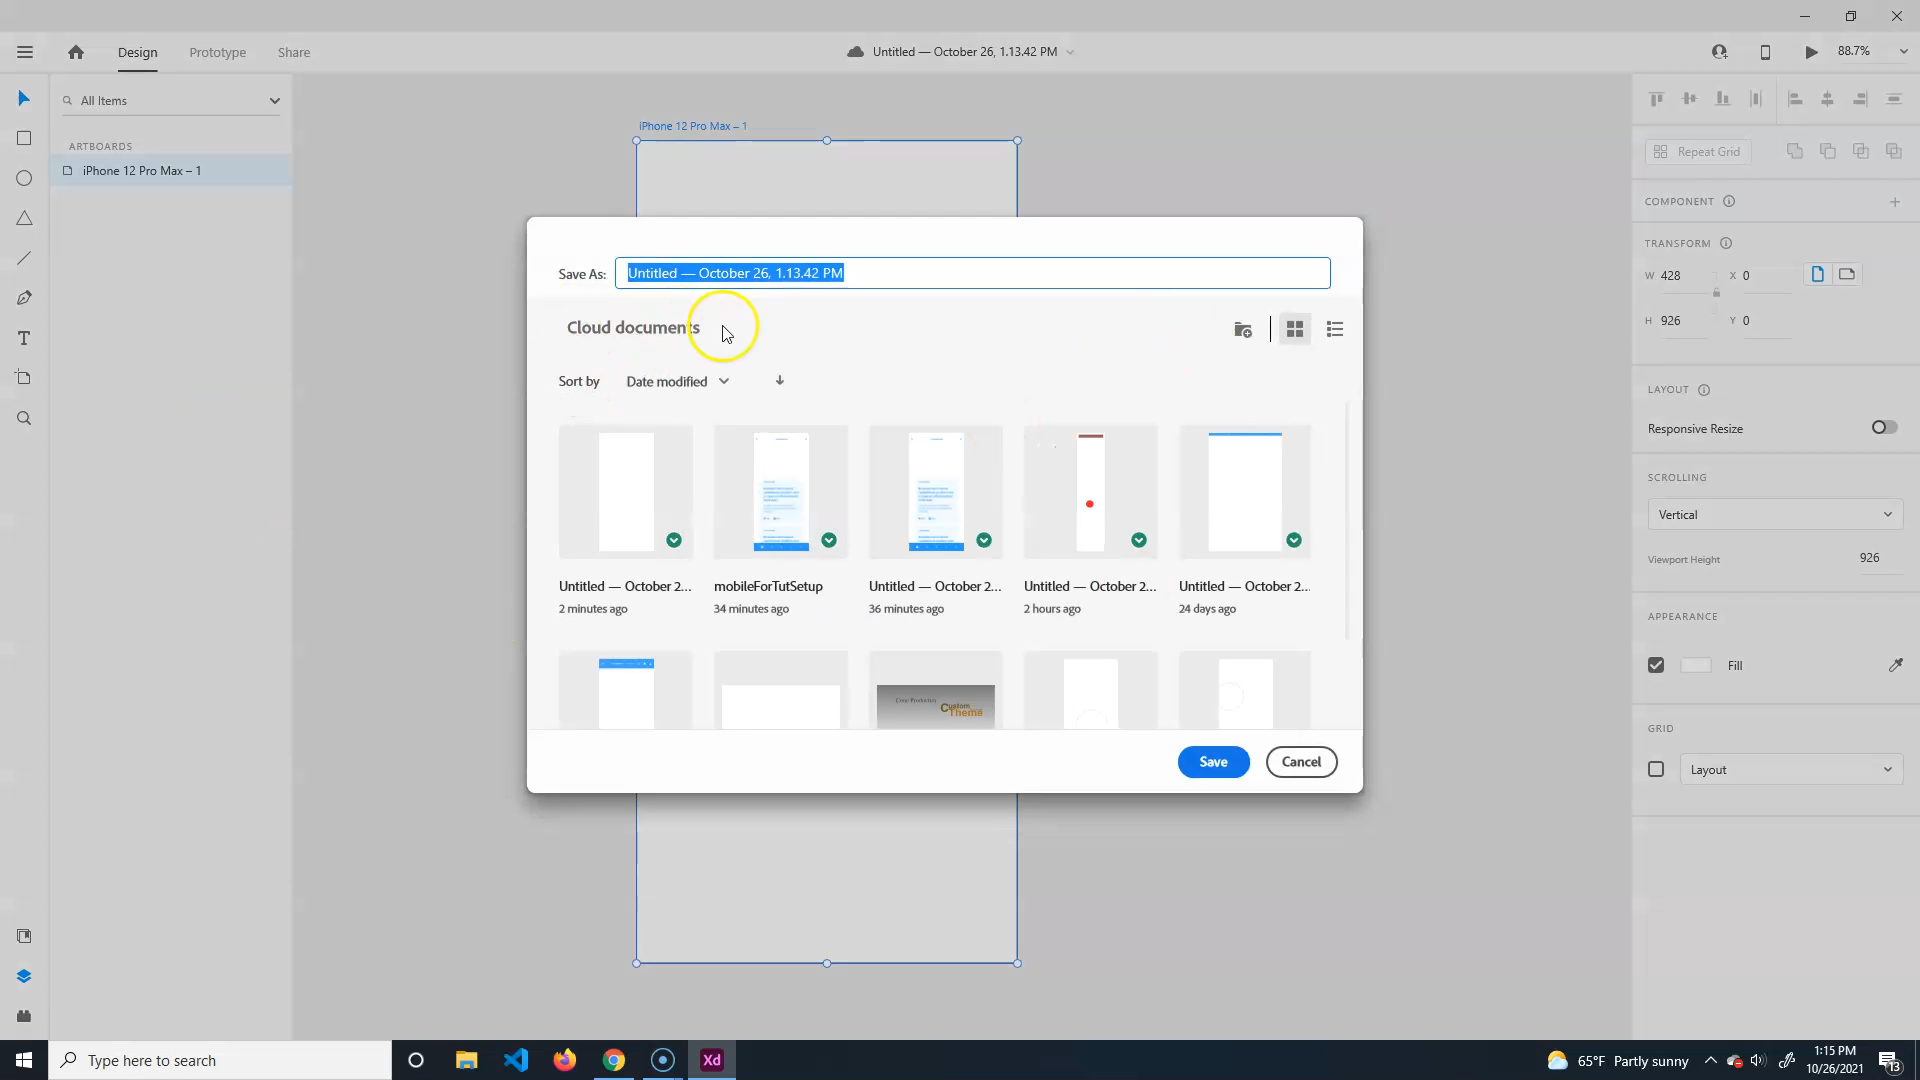 Design Prototype Share
Untitled — October 26, 1.13.42 PM
88.7%
All Items
ARTBOARDS
iPhone 12 Pro Max – 1
iPhone 12 Pro Max – 1
Save As: Untitled — October 26, 1.13.42 PM
Cloud documents
Sort by Date modified
Untitled — October 2... mobileForTutSetup Untitled — October 2... Untitled — October 2... Untitled — October 2...
2 minutes ago 34 minutes ago 36 minutes ago 2 hours ago 24 days ago
Custom
Theme
Save Cancel
Repeat Grid
COMPONENT
TRANSFORM
W 428 X 0
H 926 Y 0
LAYOUT
Responsive Resize
SCROLLING
Vertical
Viewport Height 926
APPEARANCE
Fill
GRID
Layout
Type here to search
Xd
65°F Partly sunny
1:15 PM
10/26/2021
13